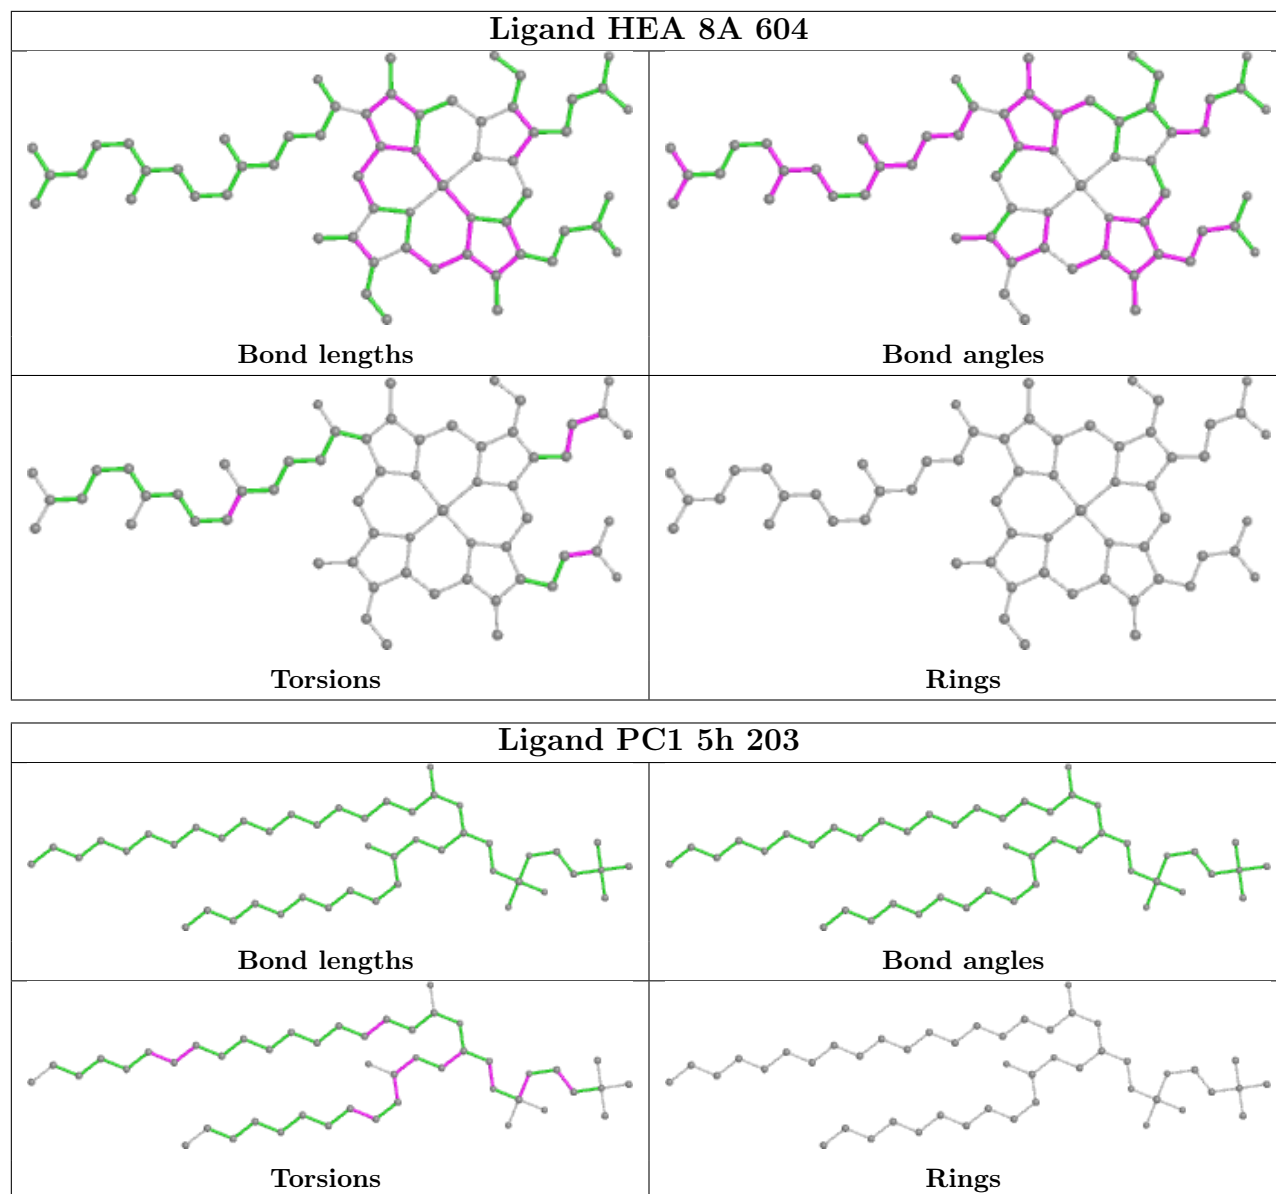 Ligand HEA 8A 604
Bond lengths
Bond angles
Torsions
Rings
Ligand PC1 5h 203
Bond lengths
Bond angles
Torsions
Rings